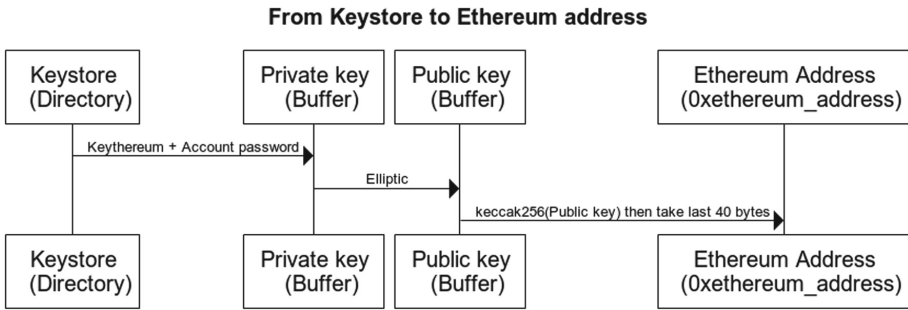 From Keystore to Ethereum address
Keystore
(Directory)
Private key
(Buffer)
Public key
(Buffer)
Ethereum Address
(0xethereum_address)
Keythereum + Account password
Elliptic
keccak256(Public key) then take last 40 bytes
Keystore
(Directory)
Private key
(Buffer)
Public key
(Buffer)
Ethereum Address
(0xethereum_address)